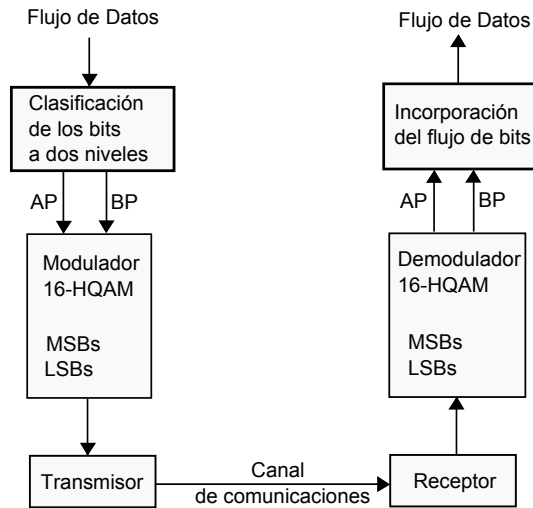 Flujo de Datos
Clasificación
de los bits
a dos niveles
AP
BP
Modulador
16-HQAM
MSBs
LSBs
Transmisor
Canal
de comunicaciones
Flujo de Datos
Incorporación
del flujo de bits
AP
BP
Demodulador
16-HQAM
MSBs
LSBs
Receptor